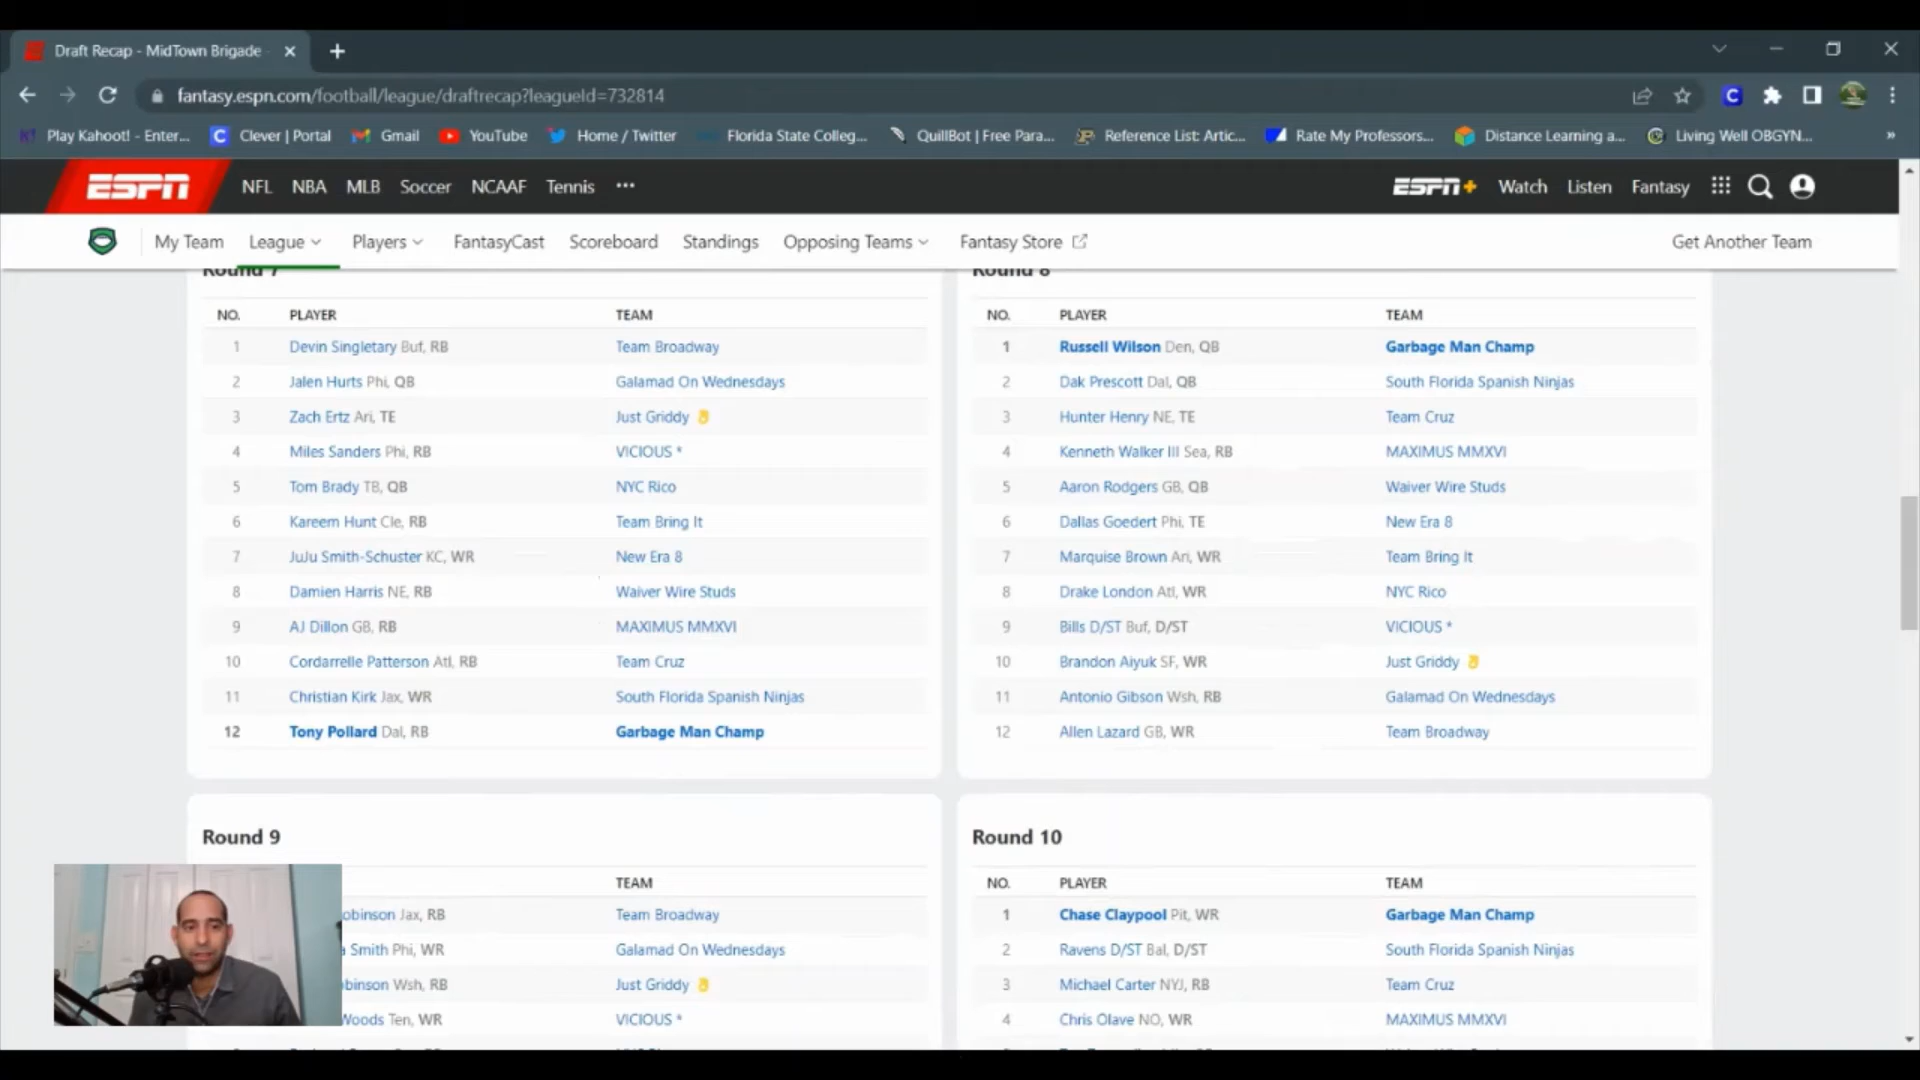 Draft Recap - MidTown Brigade
fantasy.espn.com/football/league/draftrecap?leagueId=732814
Play Kahoot! - Enter... Clever | Portal Gmail YouTube Home / Twitter Florida State Colleg... QuillBot | Free Para... Reference List: Artic... Rate My Professors... Distance Learning a... Living Well OBGYN... »
ESPN NFL NBA MLB Soccer NCAAF Tennis ••• ESPN+ Watch Listen Fantasy
My Team League Players FantasyCast Scoreboard Standings Opposing Teams Fantasy Store Get Another Team
Round 7
NO. PLAYER TEAM
1 Devin Singletary Buf, RB Team Broadway
2 Jalen Hurts Phi, QB Galamad On Wednesdays
3 Zach Ertz Ari, TE Just Griddy 👌
4 Miles Sanders Phi, RB VICIOUS *
5 Tom Brady TB, QB NYC Rico
6 Kareem Hunt Cle, RB Team Bring It
7 JuJu Smith-Schuster KC, WR New Era 8
8 Damien Harris NE, RB Waiver Wire Studs
9 AJ Dillon GB, RB MAXIMUS MMXVI
10 Cordarrelle Patterson Atl, RB Team Cruz
11 Christian Kirk Jax, WR South Florida Spanish Ninjas
12 Tony Pollard Dal, RB Garbage Man Champ
Round 8
NO. PLAYER TEAM
1 Russell Wilson Den, QB Garbage Man Champ
2 Dak Prescott Dal, QB South Florida Spanish Ninjas
3 Hunter Henry NE, TE Team Cruz
4 Kenneth Walker III Sea, RB MAXIMUS MMXVI
5 Aaron Rodgers GB, QB Waiver Wire Studs
6 Dallas Goedert Phi, TE New Era 8
7 Marquise Brown Ari, WR Team Bring It
8 Drake London Atl, WR NYC Rico
9 Bills D/ST Buf, D/ST VICIOUS *
10 Brandon Aiyuk SF, WR Just Griddy 👌
11 Antonio Gibson Wsh, RB Galamad On Wednesdays
12 Allen Lazard GB, WR Team Broadway
Round 9
TEAM
obinson Jax, RB Team Broadway
a Smith Phi, WR Galamad On Wednesdays
binson Wsh, RB Just Griddy 👌
Woods Ten, WR VICIOUS *
Round 10
NO. PLAYER TEAM
1 Chase Claypool Pit, WR Garbage Man Champ
2 Ravens D/ST Bal, D/ST South Florida Spanish Ninjas
3 Michael Carter NYJ, RB Team Cruz
4 Chris Olave NO, WR MAXIMUS MMXVI